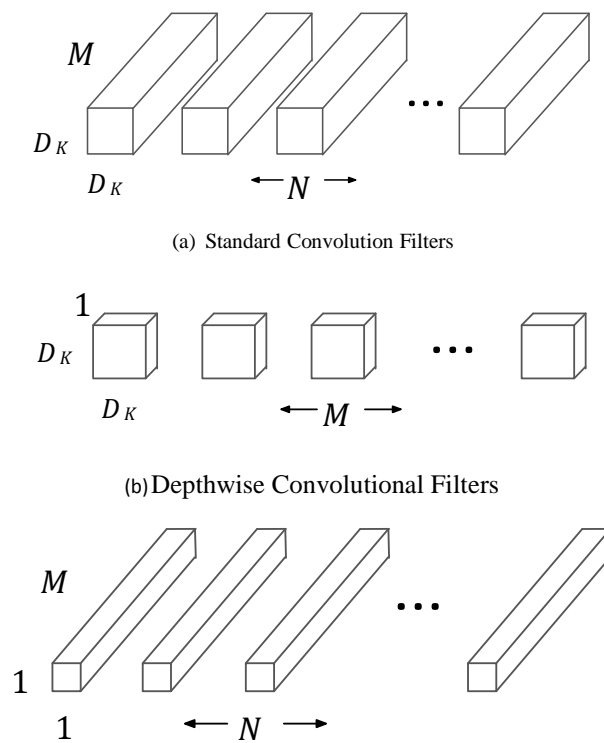 M
D K
D K
N
(a) Standard Convolution Filters
1
D K
D K
M
(b) Depthwise Convolutional Filters
M
1
1
N